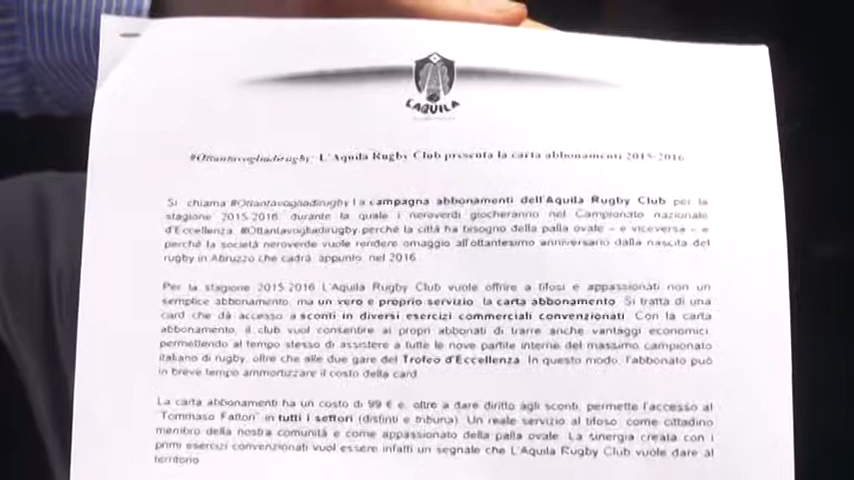 L'AQUILA
#Ottantavogliadirugby: L'Aquila Rugby Club presenta la carta abbonamenti 2015-2016
Si chiama #Ottantavogliadirugby la campagna abbonamenti dell'Aquila Rugby Club per la
stagione 2015-2016, durante la quale i neroverdi giocheranno nel Campionato nazionale
d'Eccellenza. #Ottantavogliadirugby perché la città ha bisogno della palla ovale – e viceversa – e
perché la società neroverde vuole rendere omaggio all'ottantesimo anniversario dalla nascita del
rugby in Abruzzo che cadrà, appunto, nel 2016.
Per la stagione 2015-2016 L'Aquila Rugby Club vuole offrire a tifosi e appassionati non un
semplice abbonamento, ma un vero e proprio servizio: la carta abbonamento. Si tratta di una
card che dà accesso a sconti in diversi esercizi commerciali convenzionati. Con la carta
abbonamento, il club vuol consentire ai propri abbonati di trarre anche vantaggi economici,
permettendo al tempo stesso di assistere a tutte le nove partite interne del massimo campionato
italiano di rugby, oltre che alle due gare del Trofeo d'Eccellenza. In questo modo, l'abbonato può
in breve tempo ammortizzare il costo della card.
La carta abbonamenti ha un costo di 99 € e, oltre a dare diritto agli sconti, permette l'accesso al
"Tommaso Fattori" in tutti i settori (distinti e tribuna). Un reale servizio al tifoso, come cittadino
membro della nostra comunità e come appassionato della palla ovale. La sinergia creata con i
primi esercizi convenzionati vuol essere infatti un segnale che L'Aquila Rugby Club vuole dare al
territorio.